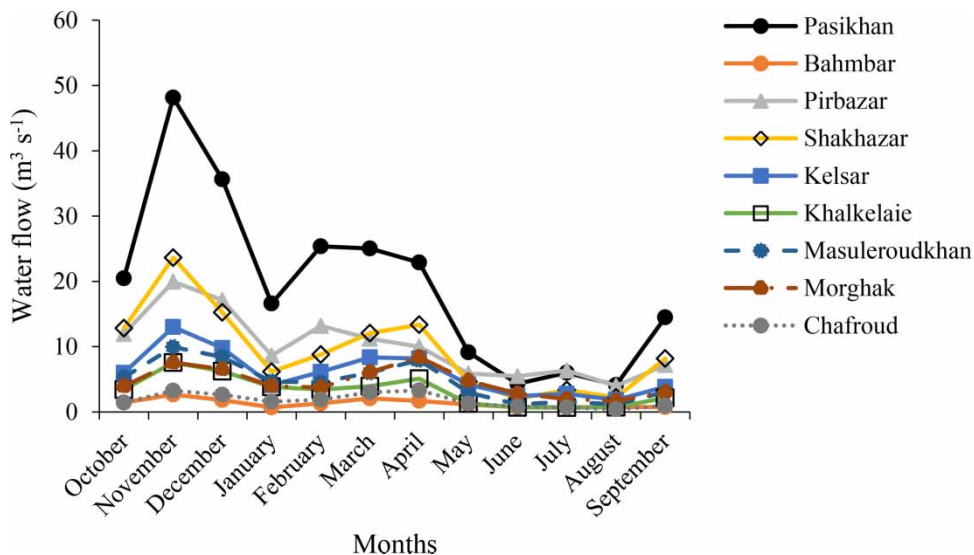 60
50
40
30
20
10
0
Water flow (m³ s⁻¹)
October
November
December
January
February
March
April
May
June
July
August
September
Months
Pasikhan
Bahmbar
Pirbazar
Shakhazar
Kelsar
Khalkelaie
Masuleroudkhan
Morghak
Chafroud